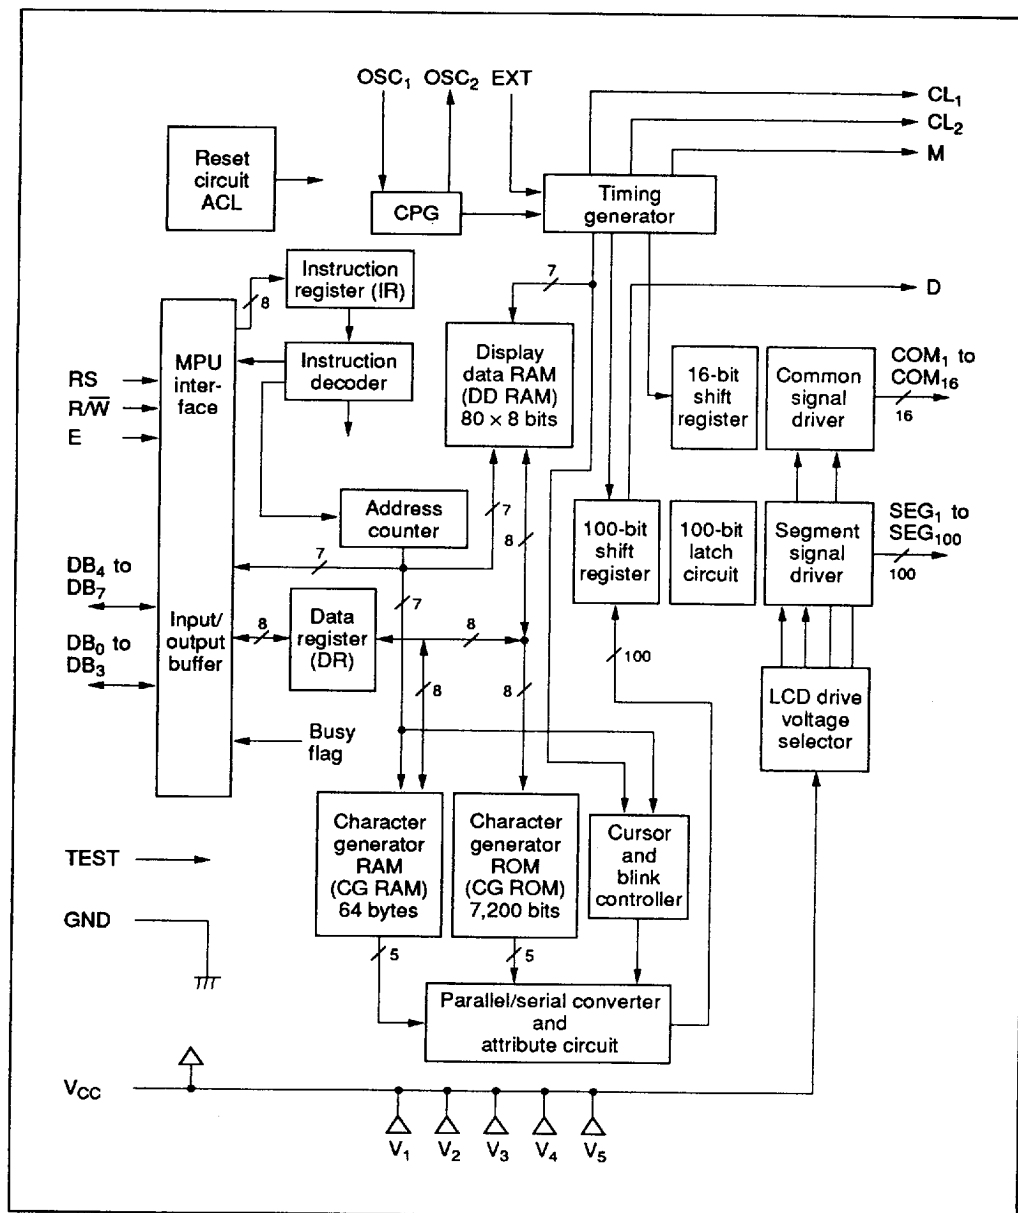 OSC1 OSC2 EXT
CL1
CL2
M
Reset
circuit
ACL
CPG
Timing
generator
Instruction
register (IR)
8
7
D
MPU
inter-
face
Instruction
decoder
Display
data RAM
(DD RAM)
80 × 8 bits
16-bit
shift
register
Common
signal
driver
COM1 to
COM16
16
RS
R/W̅
E
Address
counter
7
8
100-bit
shift
register
100-bit
latch
circuit
Segment
signal
driver
SEG1 to
SEG100
100
7
7
DB4 to
DB7
Input/
output
buffer
8
Data
register
(DR)
8
DB0 to
DB3
8
8
100
LCD drive
voltage
selector
Busy
flag
Character
generator
RAM
(CG RAM)
64 bytes
Character
generator
ROM
(CG ROM)
7,200 bits
Cursor
and
blink
controller
TEST
GND
5
5
Parallel/serial converter
and
attribute circuit
VCC
V1 V2 V3 V4 V5